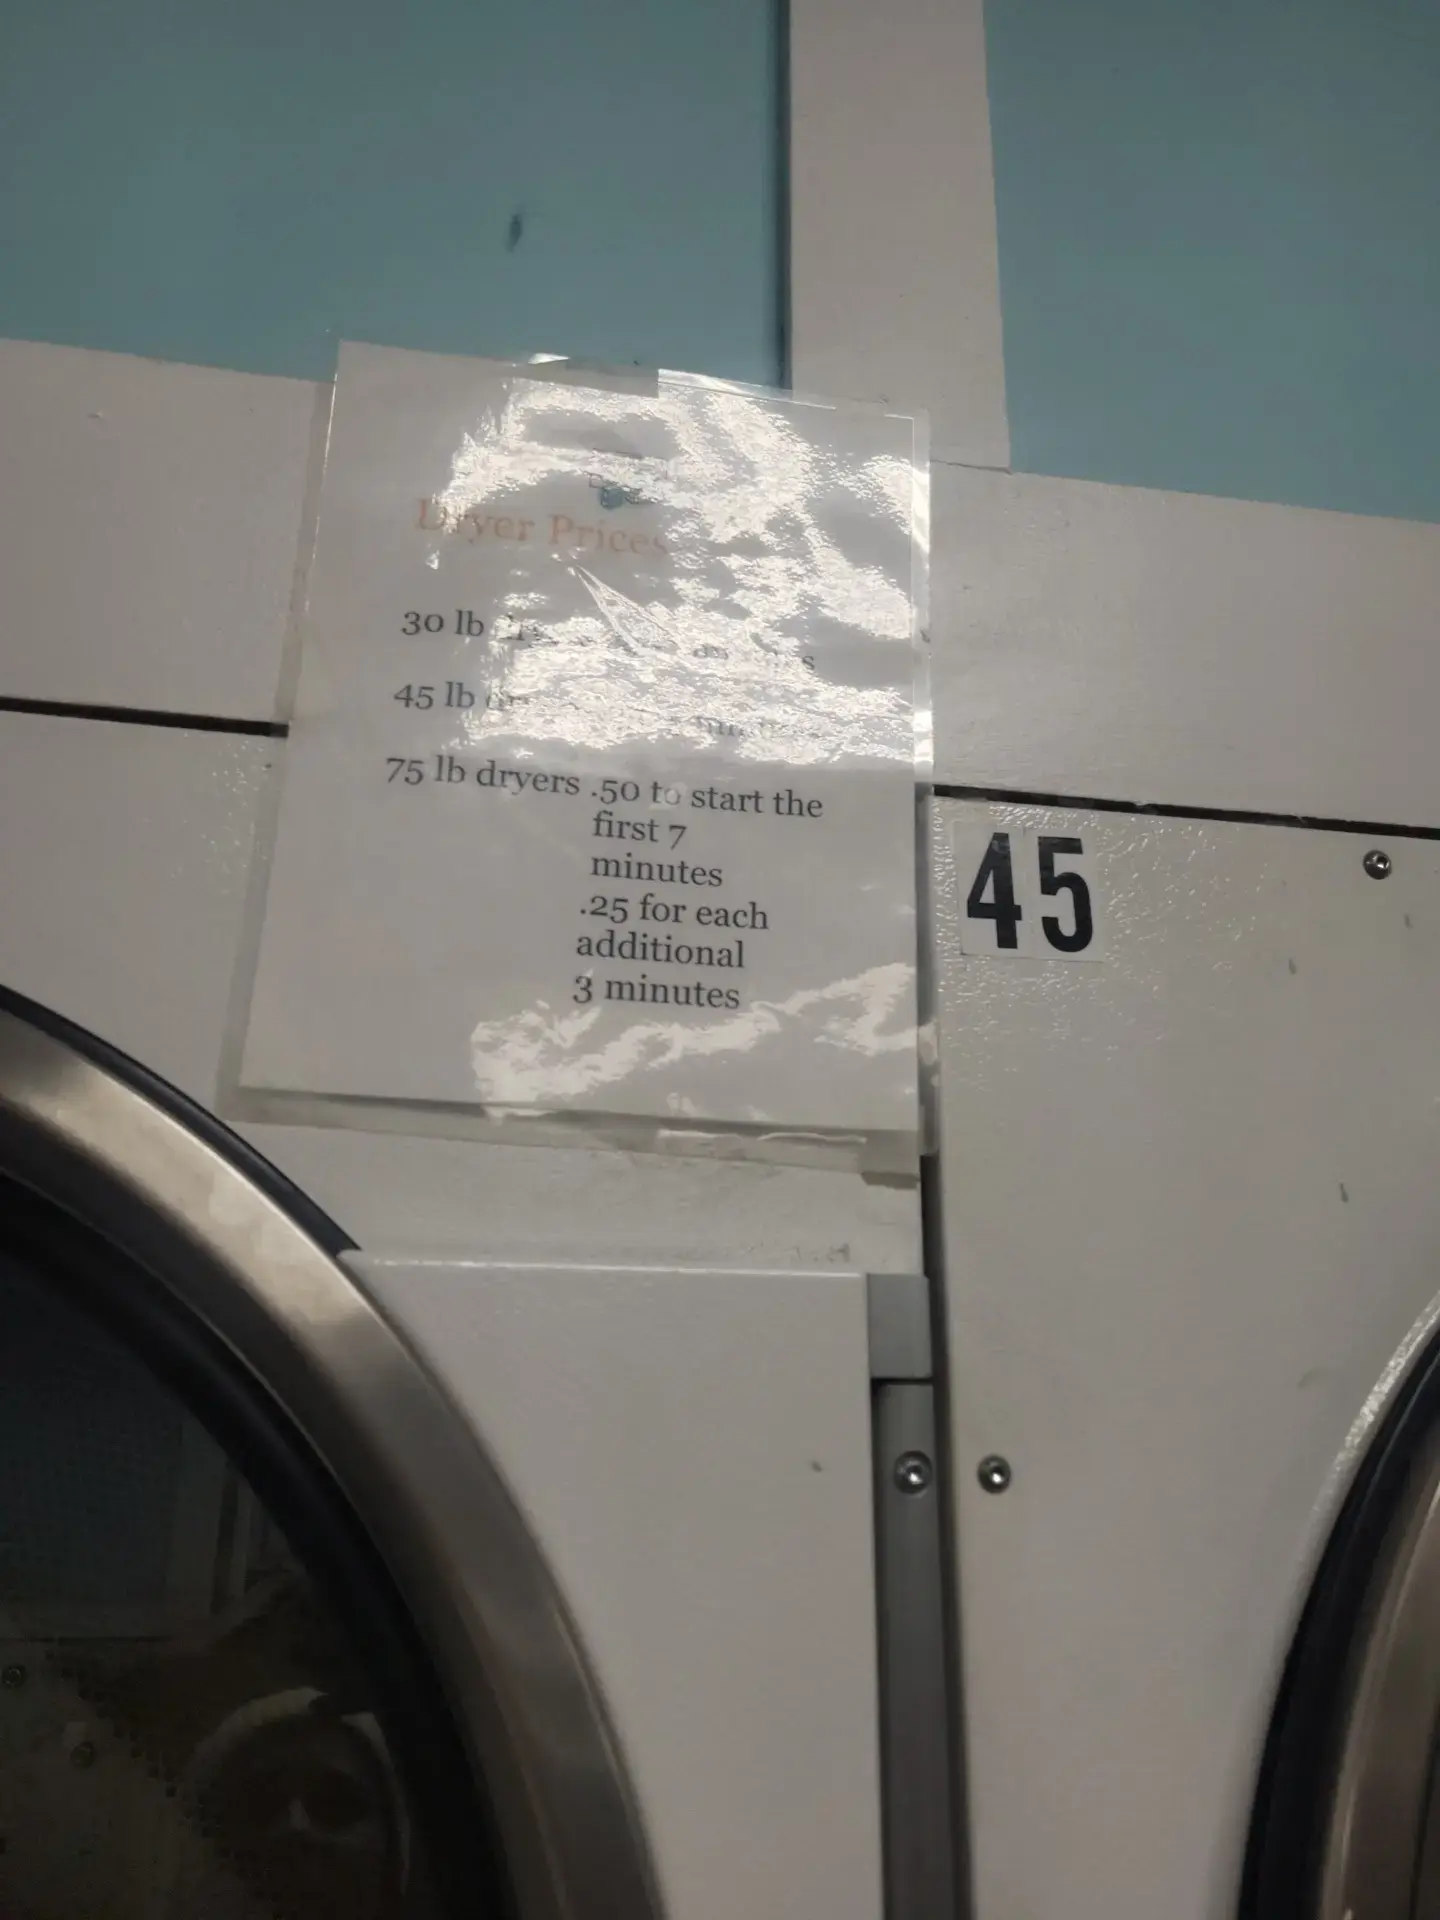 Dryer Prices
30 lb
45 lb
75 lb dryers .50 to start the
first 7
minutes
.25 for each
additional
3 minutes
45